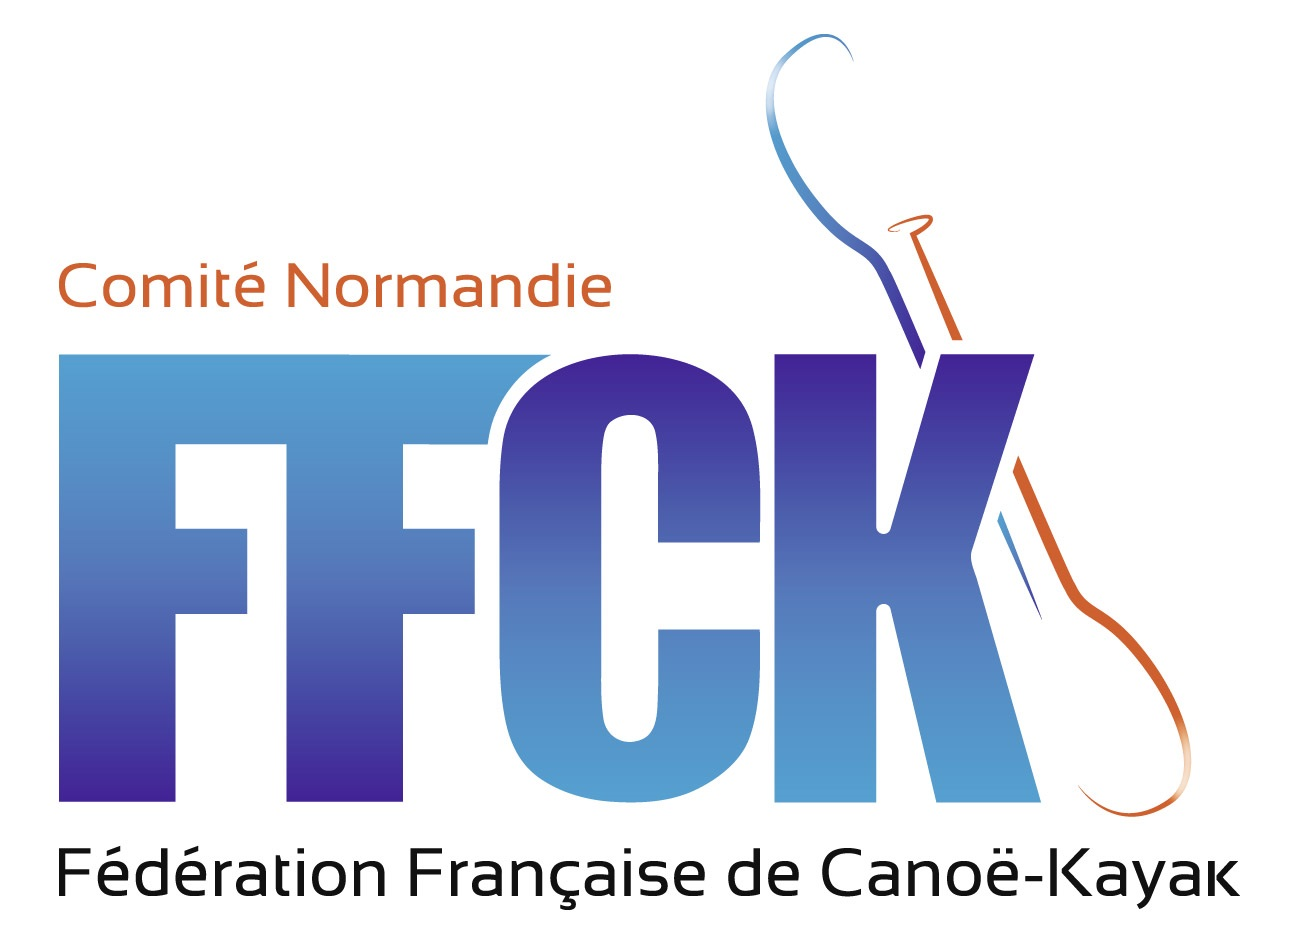 Comité Normandie
FFCK
Fédération Française de Canoë-Kayak